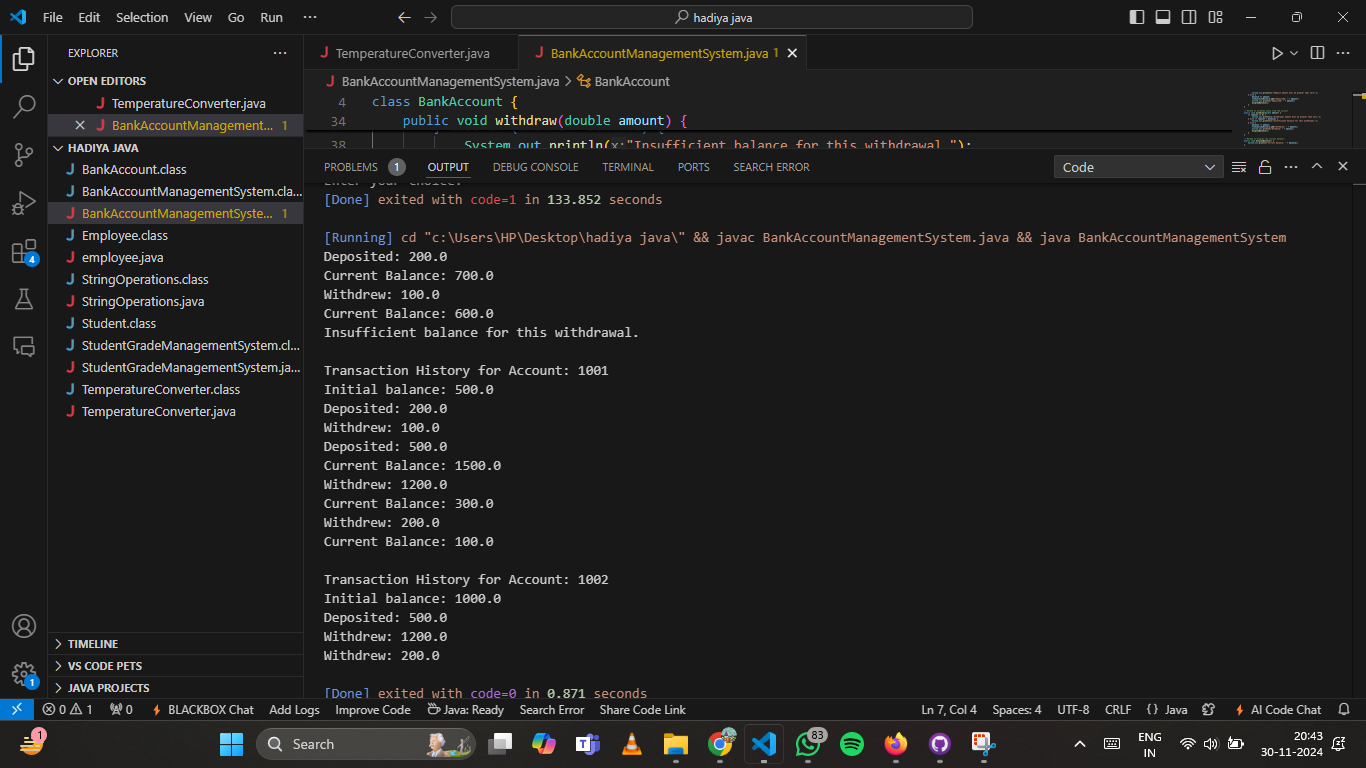 File Edit Selection View Go Run ···
hadiya java
EXPLORER
OPEN EDITORS
TemperatureConverter.java
BankAccountManagement... 1
HADIYA JAVA
BankAccount.class
BankAccountManagementSystem.cla...
BankAccountManagementSyste... 1
Employee.class
employee.java
StringOperations.class
StringOperations.java
Student.class
StudentGradeManagementSystem.cl...
StudentGradeManagementSystem.ja...
TemperatureConverter.class
TemperatureConverter.java
TIMELINE
VS CODE PETS
JAVA PROJECTS
4
1
TemperatureConverter.java
BankAccountManagementSystem.java 1
BankAccountManagementSystem.java > BankAccount
4 class BankAccount {
34 public void withdraw(double amount) {
38 System.out.println(x:"Insufficient balance for this withdrawal.");
PROBLEMS 1 OUTPUT DEBUG CONSOLE TERMINAL PORTS SEARCH ERROR
Code
Enter your choice:
[Done] exited with code=1 in 133.852 seconds
[Running] cd "c:\Users\HP\Desktop\hadiya java\" && javac BankAccountManagementSystem.java && java BankAccountManagementSystem
Deposited: 200.0
Current Balance: 700.0
Withdrew: 100.0
Current Balance: 600.0
Insufficient balance for this withdrawal.
Transaction History for Account: 1001
Initial balance: 500.0
Deposited: 200.0
Withdrew: 100.0
Deposited: 500.0
Current Balance: 1500.0
Withdrew: 1200.0
Current Balance: 300.0
Withdrew: 200.0
Current Balance: 100.0
Transaction History for Account: 1002
Initial balance: 1000.0
Deposited: 500.0
Withdrew: 1200.0
Withdrew: 200.0
[Done] exited with code=0 in 0.871 seconds
0 1 0 BLACKBOX Chat Add Logs Improve Code Java: Ready Search Error Share Code Link Ln 7, Col 4 Spaces: 4 UTF-8 CRLF {} Java AI Code Chat
1
Search
83
ENG
IN
20:43
30-11-2024